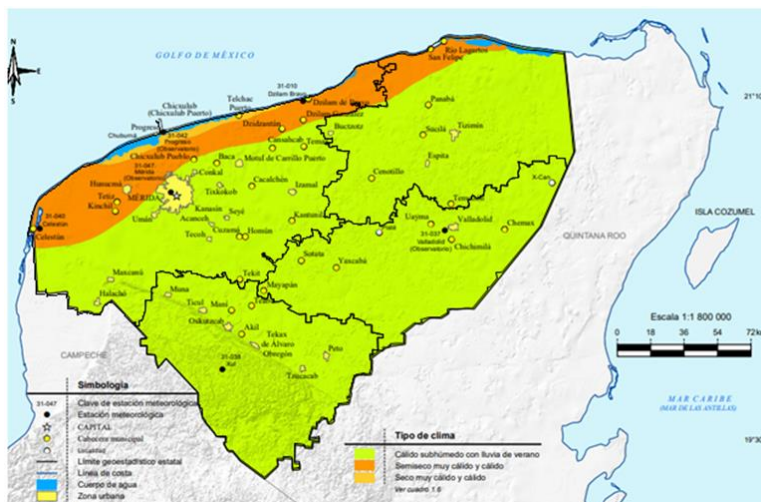 GOLFO DE MÉXICO
N
E
S
Río Lagartos
San Felipe
21°10
31-010
Dzilam Bravo
Telchac
Puerto
Chicxulub
(Chicxulub Puerto)
Progreso
Chuburná
31-042
Progreso
(Observatorio)
Dzilam de Bravo
Dzilam González
Panabá
Dzidzantún
Buctzotz
Sucilá
Tizimín
Cansahcab
Temax
Chicxulub Pueblo
Baca
Motul de Carrillo Puerto
Espita
31-047
Mérida
(Observatorio)
Conkal
Cenotillo
X-Can
Hunucmá
MÉRIDA
Tixkokob
Cacalchén
Izamal
Tetiz
Kinchil
Kanasín
Temozón
ISLA COZUMEL
31-040
Celestún
Umán
Acanceh
Seyé
Kantunil
Uayma
Valladolid
Chemax
QUINTANA ROO
Celestún
Cuzamá
Homún
31-037
Valladolid
(Observatorio)
Chichimilá
Tecoh
Sotuta
Yaxcabá
Maxcanú
Tekit
Mayapán
Halachó
Muna
Ticul
Maní
Teabo
Oxkutzcab
Akil
Tekax
de Álvaro
Obregón
Peto
Tzucacab
31-038
Escala 1:1 800 000
0 18 36 54 72
CAMPECHE
MAR CARIBE
(MAR DE LAS ANTILLAS)
19°30
Simbología
31-047 Clave de estación meteorológica
Estación meteorológica
CAPITAL
Cabecera municipal
Localidad
Límite geoestadístico estatal
Línea de costa
Cuerpo de agua
Zona urbana
Tipo de clima
Cálido subhúmedo con lluvia de verano
Semiseco muy cálido y cálido
Seco muy cálido y cálido
Ver cuadro 1.6